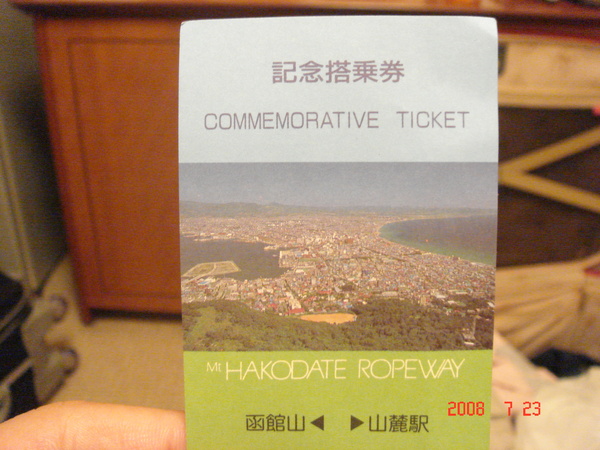 記念搭乗券
COMMEMORATIVE TICKET
Mt HAKODATE ROPEWAY
函館山◀ ▶山麓駅
2008 7 23